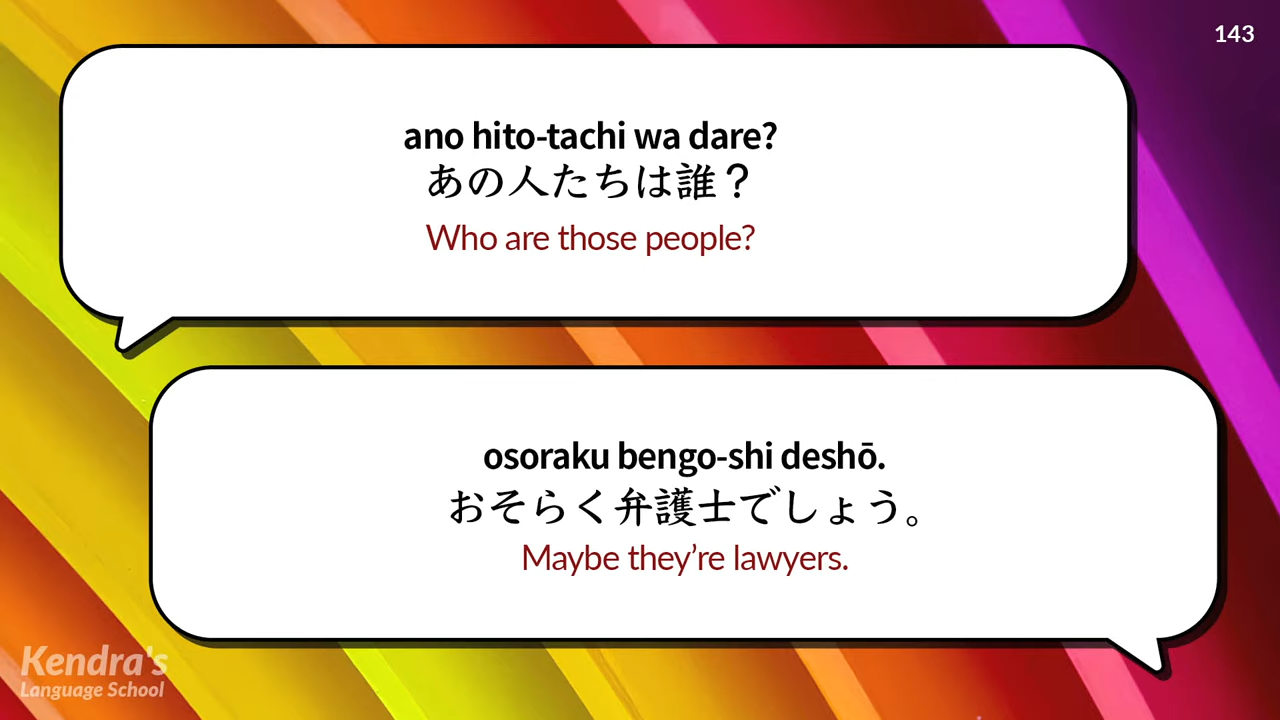 143
ano hito-tachi wa dare?
あの人たちは誰？
Who are those people?
osoraku bengo-shi deshō.
おそらく弁護士でしょう。
Maybe they’re lawyers.
Kendra's
Language School